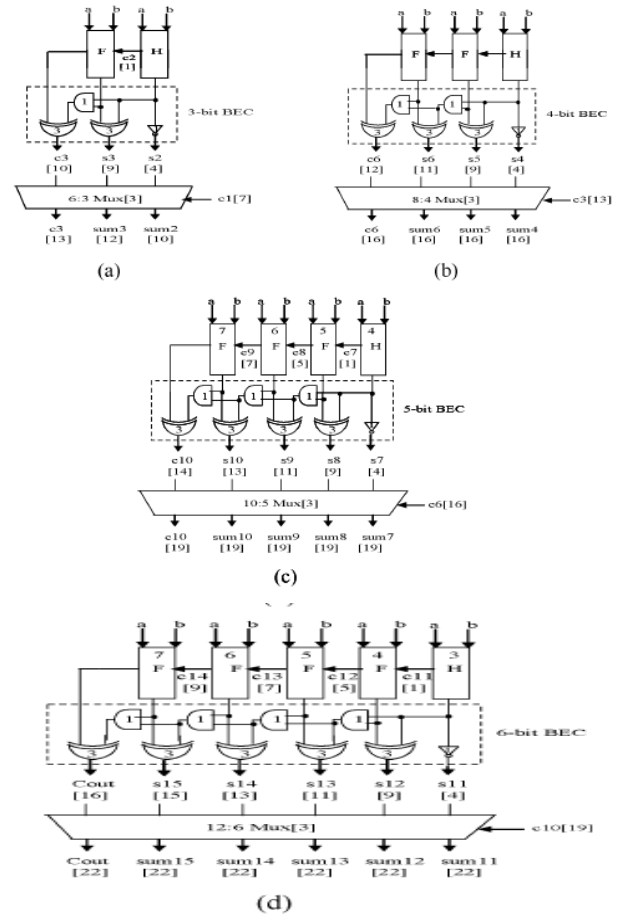 a b a b
F c2 H
[1]
1
3-bit BEC
3 3
c3 s3 s2
[10] [9] [4]
6:3 Mux[3] c1[7]
c3 sum3 sum2
[13] [12] [10]
(a)
a b a b a b
F F H
1 1
4-bit BEC
3 3 3
c6 s6 s5 s4
[12] [11] [9] [4]
8:4 Mux[3] c3[13]
c6 sum6 sum5 sum4
[16] [16] [16] [16]
(b)
a b a b a b a b
7 6 5 4
F c9 F c8 F c7 H
[7] [5] [1]
1 1 1
5-bit BEC
3 3 3 3
c10 s10 s9 s8 s7
[14] [13] [11] [9] [4]
10:5 Mux[3] c6[16]
c10 sum10 sum9 sum8 sum7
[19] [19] [19] [19] [19]
(c)
a b a b a b a b a b
7 6 5 4 3
F c14 F c13 F c12 F c11 H
[9] [7] [5] [1]
1 1 1 1
6-bit BEC
3 3 3 3 3
Cout s15 s14 s13 s12 s11
[16] [15] [13] [11] [9] [4]
12:6 Mux[3] c10[19]
Cout sum15 sum14 sum13 sum12 sum11
[22] [22] [22] [22] [22] [22]
(d)